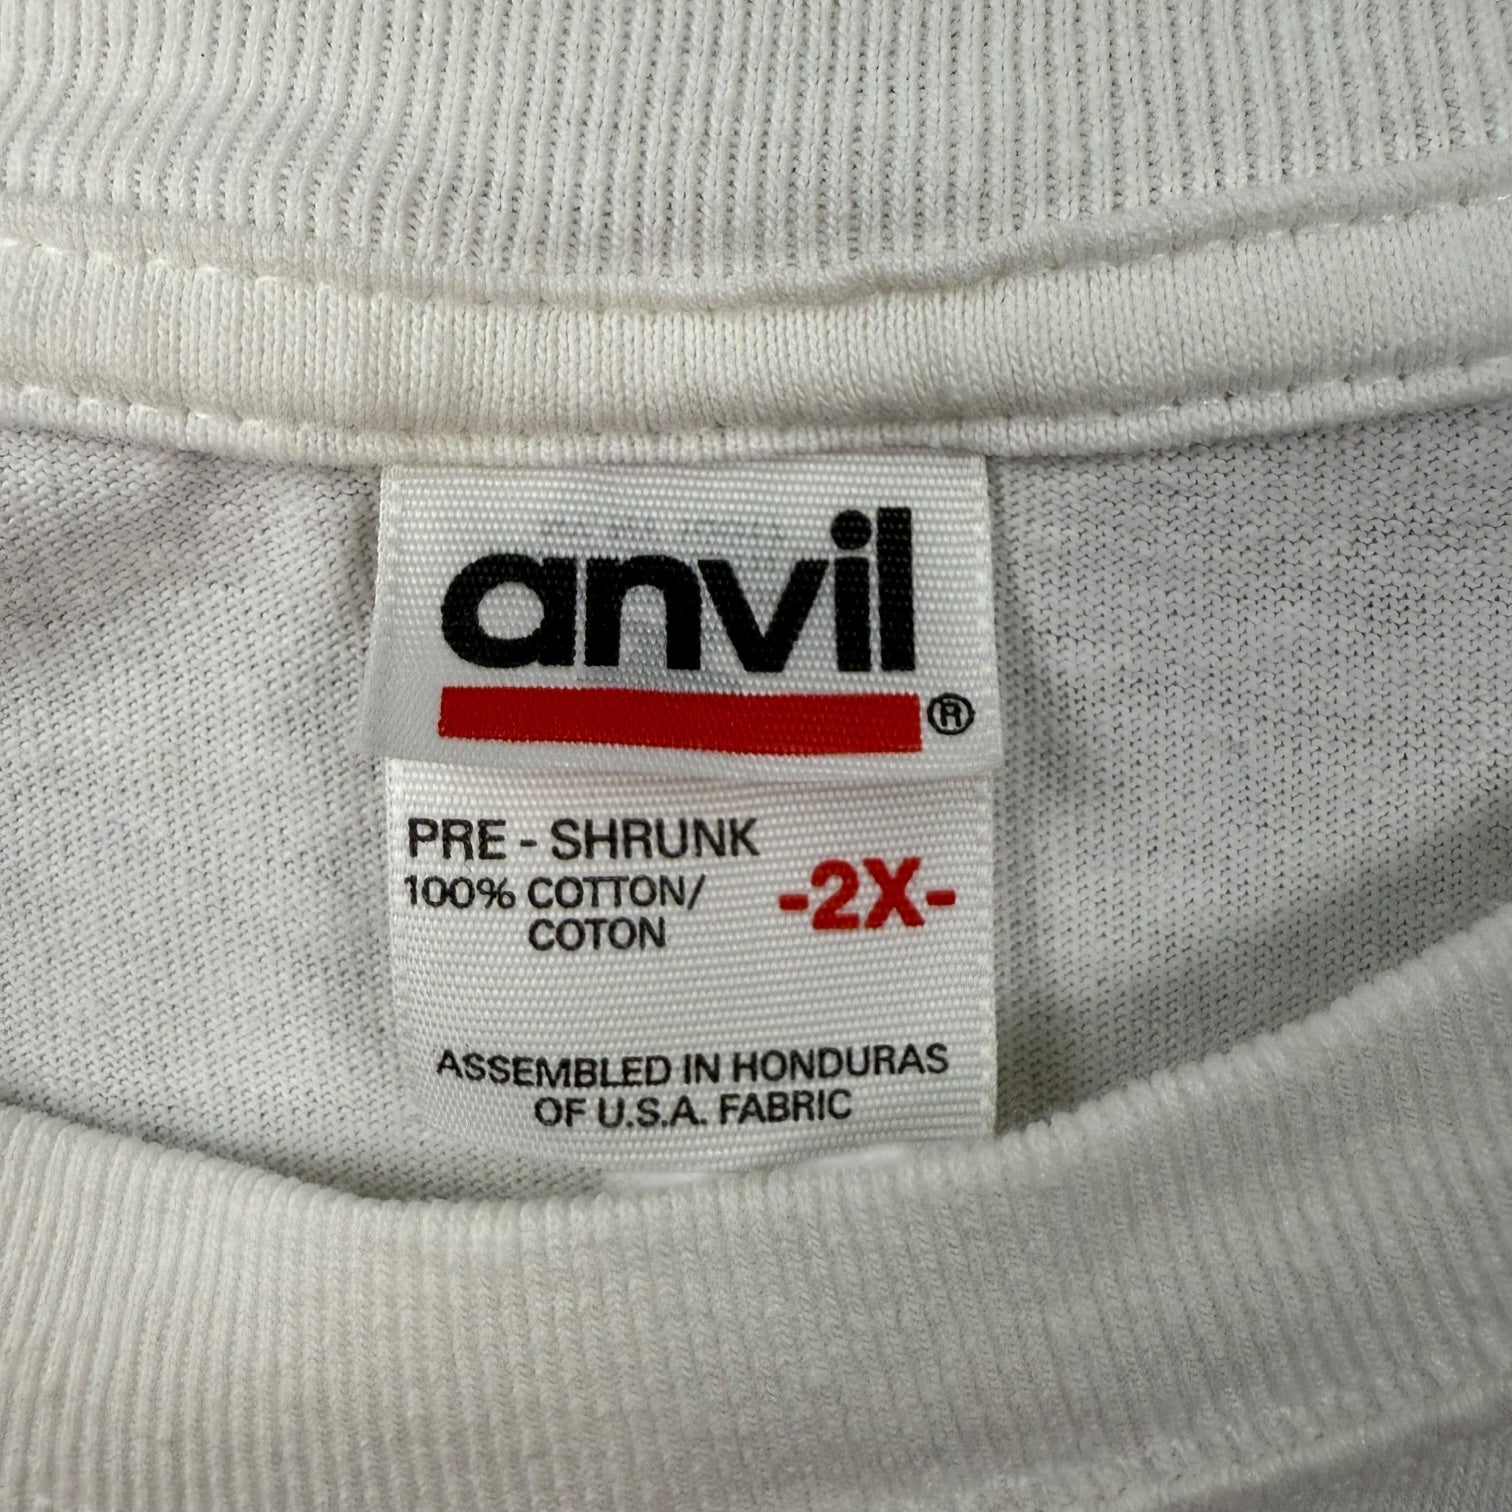 anvil
®
PRE - SHRUNK
100% COTTON/
COTON
-2X-
ASSEMBLED IN HONDURAS
OF U.S.A. FABRIC